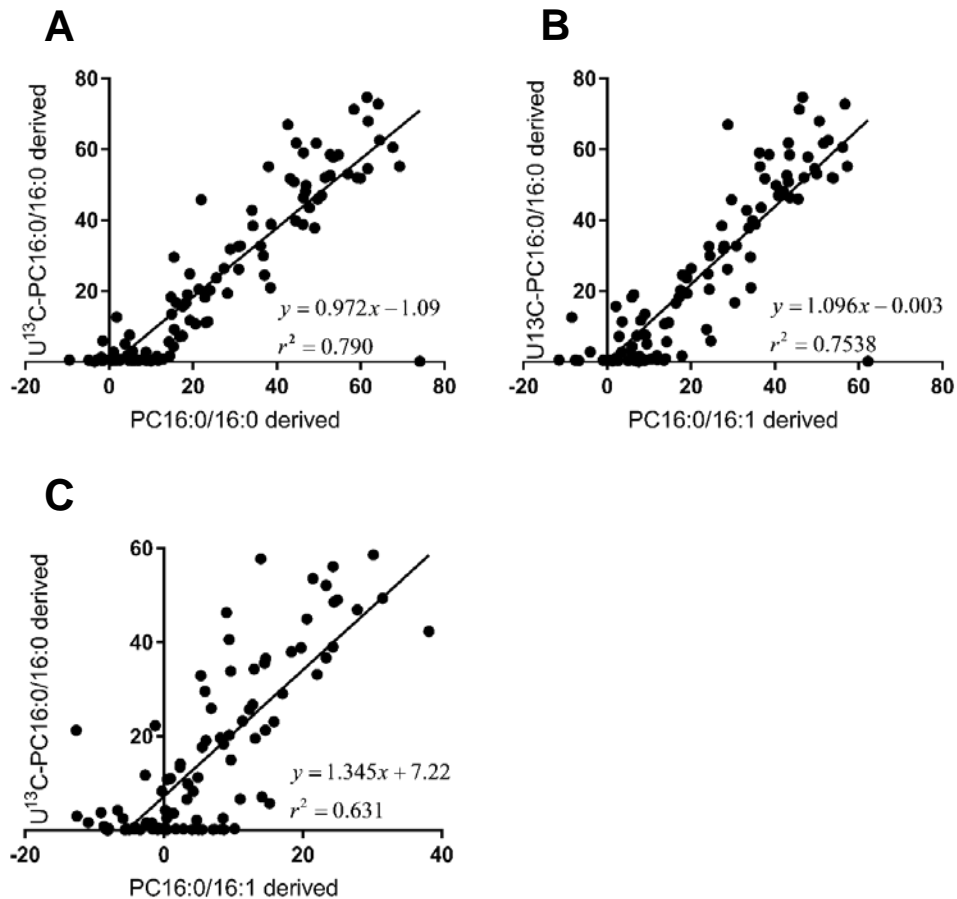 A
U¹³C-PC16:0/16:0 derived
80
60
40
20
0
-20 0 20 40 60 80
y = 0.972x − 1.09
r² = 0.790
PC16:0/16:0 derived
B
U13C-PC16:0/16:0 derived
80
60
40
20
0
-20 0 20 40 60 80
y = 1.096x − 0.003
r² = 0.7538
PC16:0/16:1 derived
C
U¹³C-PC16:0/16:0 derived
60
40
20
0
-20 0 20 40
y = 1.345x + 7.22
r² = 0.631
PC16:0/16:1 derived